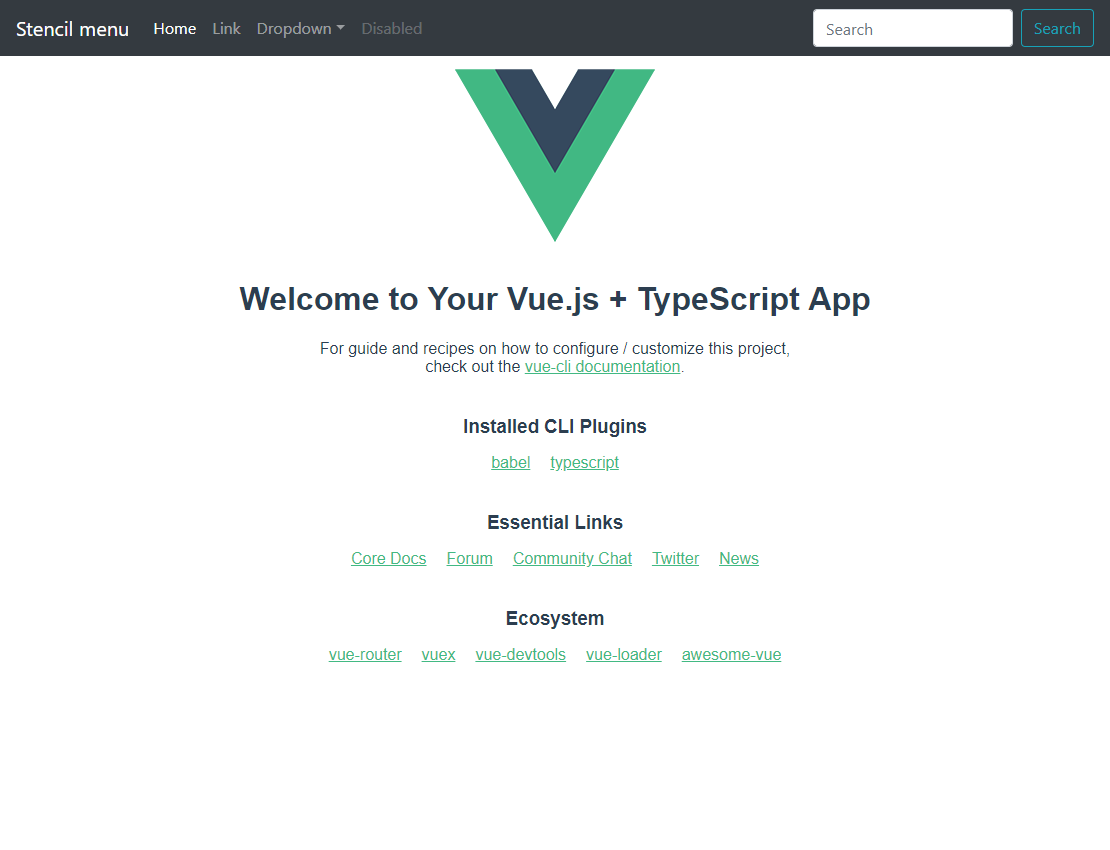 Stencil menu Home Link Dropdown Disabled Search Search
Welcome to Your Vue.js + TypeScript App
For guide and recipes on how to configure / customize this project,
check out the vue-cli documentation.
Installed CLI Plugins
babel typescript
Essential Links
Core Docs Forum Community Chat Twitter News
Ecosystem
vue-router vuex vue-devtools vue-loader awesome-vue